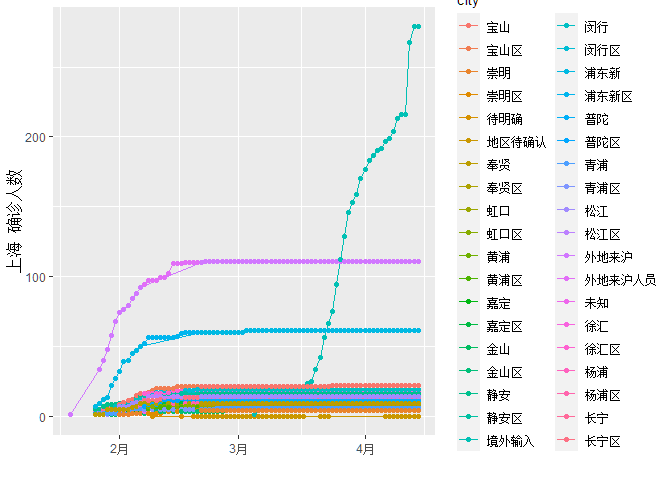 City
上海 确诊人数
200
100
0
2月
3月
4月
宝山
宝山区
崇明
崇明区
待明确
地区待确认
奉贤
奉贤区
虹口
虹口区
黄浦
黄浦区
嘉定
嘉定区
金山
金山区
静安
静安区
境外输入
闵行
闵行区
浦东新
浦东新区
普陀
普陀区
青浦
青浦区
松江
松江区
外地来沪
外地来沪人员
未知
徐汇
徐汇区
杨浦
杨浦区
长宁
长宁区